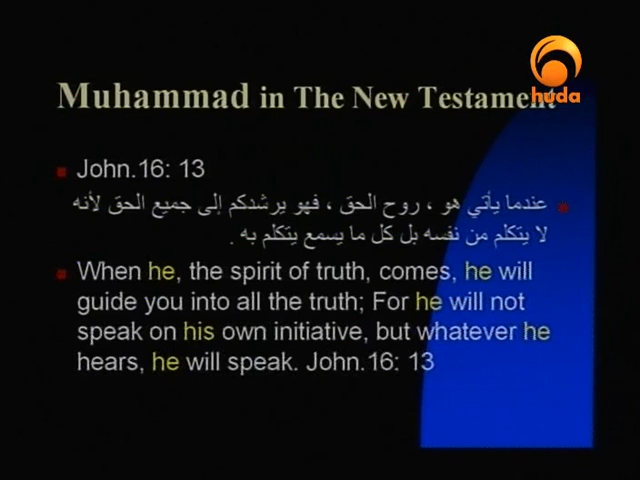 huda
Muhammad in The New Testament
John.16: 13
عندما يأتي هو ، روح الحق ، فهو يرشدكم إلى جميع الحق لأنه
لا يتكلم من نفسه بل كل ما يسمع يتكلم به .
When he, the spirit of truth, comes, he will
guide you into all the truth; For he will not
speak on his own initiative, but whatever he
hears, he will speak. John.16: 13